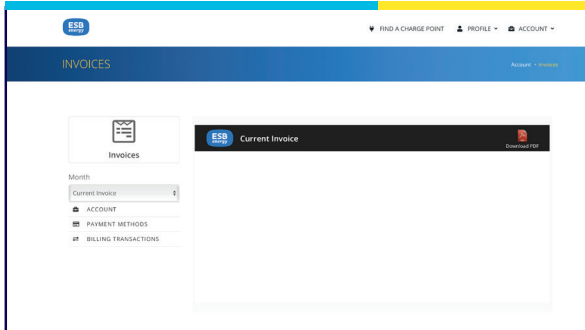 ESB
energy
FIND A CHARGE POINT
PROFILE
ACCOUNT
INVOICES
Account
Invoices
Invoices
Month
Current Invoice
ACCOUNT
PAYMENT METHODS
BILLING TRANSACTIONS
ESB
energy
Current Invoice
Download PDF